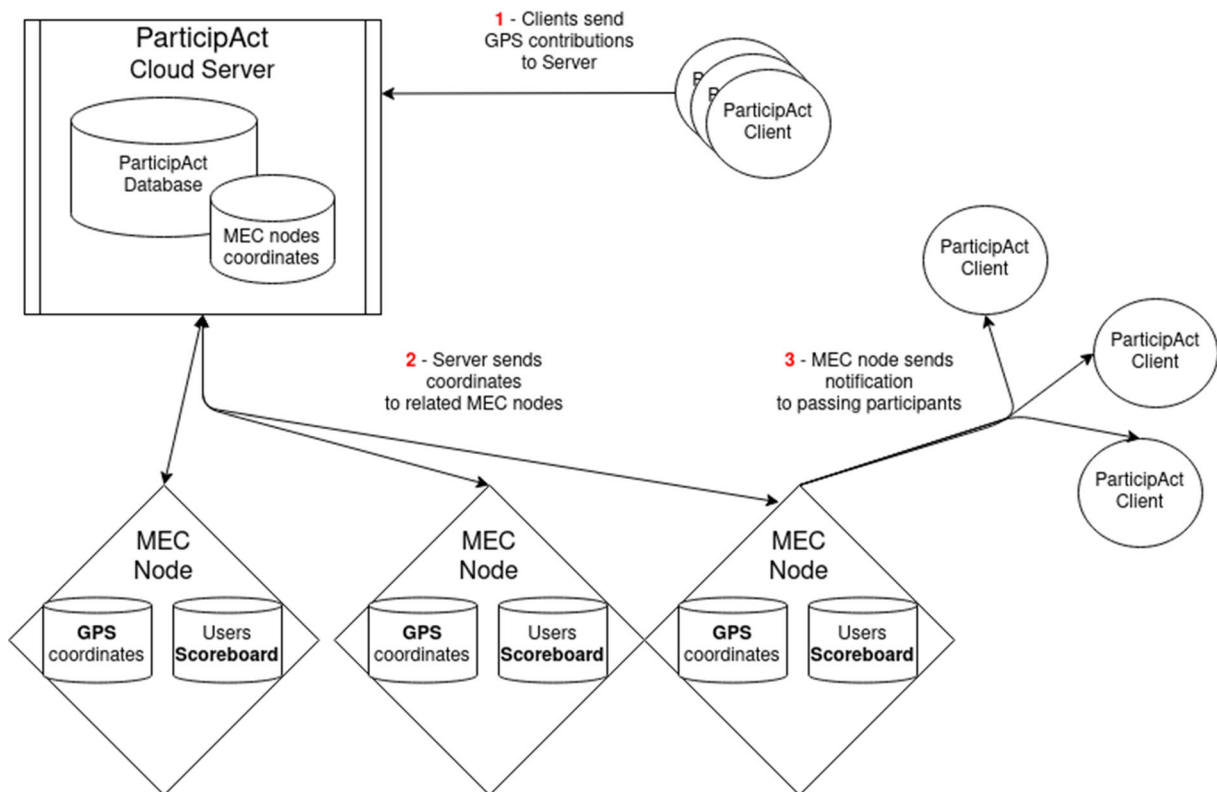 ParticipAct
Cloud Server
ParticipAct
Database
MEC nodes
coordinates
1 - Clients send
GPS contributions
to Server
P
P
ParticipAct
Client
ParticipAct
Client
ParticipAct
Client
ParticipAct
Client
2 - Server sends
coordinates
to related MEC nodes
3 - MEC node sends
notification
to passing participants
MEC
Node
GPS
coordinates
Users
Scoreboard
MEC
Node
GPS
coordinates
Users
Scoreboard
MEC
Node
GPS
coordinates
Users
Scoreboard